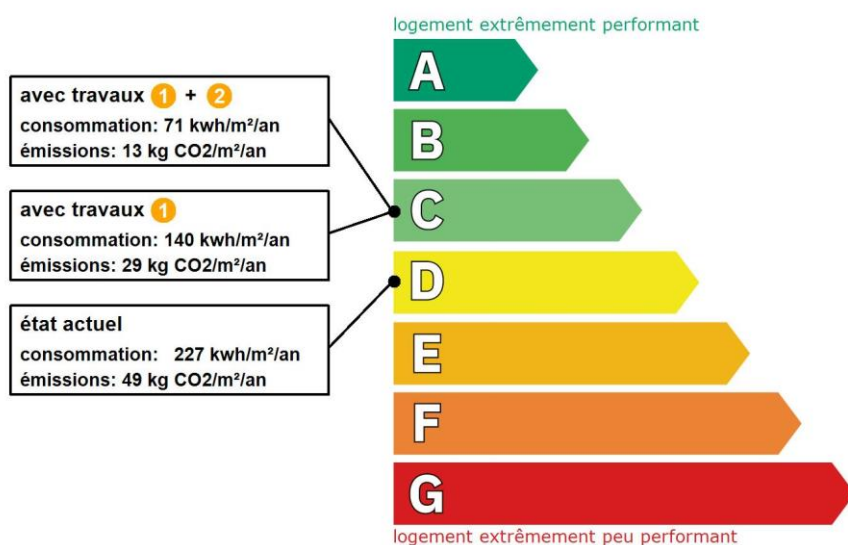 logement extrêmement performant
A
B
C
D
E
F
G
logement extrêmement peu performant
avec travaux 1 + 2
consommation: 71 kwh/m²/an
émissions: 13 kg CO2/m²/an
avec travaux 1
consommation: 140 kwh/m²/an
émissions: 29 kg CO2/m²/an
état actuel
consommation: 227 kwh/m²/an
émissions: 49 kg CO2/m²/an